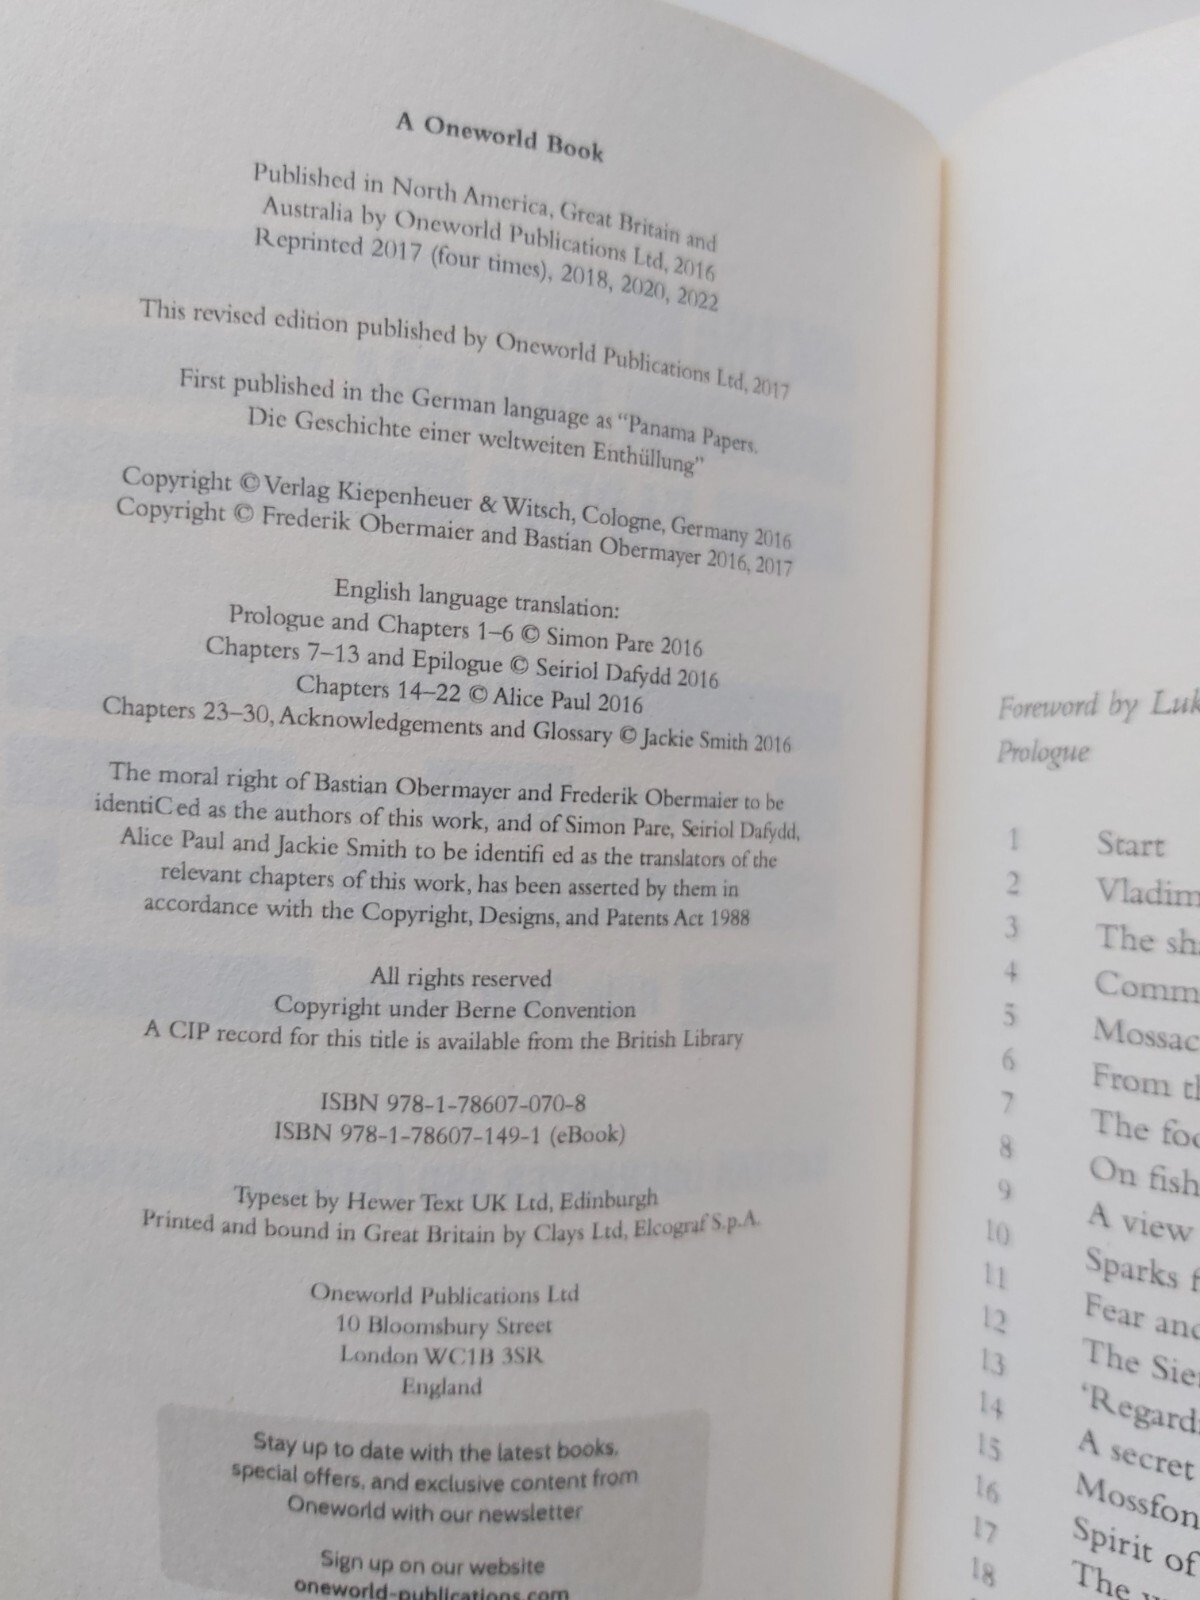 A Oneworld Book
Published in North America, Great Britain and
Australia by Oneworld Publications Ltd, 2016
Reprinted 2017 (four times), 2018, 2020, 2022
This revised edition published by Oneworld Publications Ltd, 2017
First published in the German language as “Panama Papers.
Die Geschichte einer weltweiten Enthüllung”
Copyright © Verlag Kiepenheuer & Witsch, Cologne, Germany 2016
Copyright © Frederik Obermaier and Bastian Obermayer 2016, 2017
English language translation:
Prologue and Chapters 1–6 © Simon Pare 2016
Chapters 7–13 and Epilogue © Seiriol Dafydd 2016
Chapters 14–22 © Alice Paul 2016
Chapters 23–30, Acknowledgements and Glossary © Jackie Smith 2016
The moral right of Bastian Obermayer and Frederik Obermaier to be
identiCed as the authors of this work, and of Simon Pare, Seiriol Dafydd,
Alice Paul and Jackie Smith to be identifi ed as the translators of the
relevant chapters of this work, has been asserted by them in
accordance with the Copyright, Designs, and Patents Act 1988
All rights reserved
Copyright under Berne Convention
A CIP record for this title is available from the British Library
ISBN 978-1-78607-070-8
ISBN 978-1-78607-149-1 (eBook)
Typeset by Hewer Text UK Ltd, Edinburgh
Printed and bound in Great Britain by Clays Ltd, Elcograf S.p.A.
Oneworld Publications Ltd
10 Bloomsbury Street
London WC1B 3SR
England
Stay up to date with the latest books,
special offers, and exclusive content from
Oneworld with our newsletter
Sign up on our website
oneworld-publications.com
Foreword by Luk
Prologue
1 Start
2 Vladim
3 The sh
4 Comm
5 Mossac
6 From th
7 The foo
8 On fish
9 A view
10 Sparks f
11 Fear and
12 The Sie
13 ‘Regardi
14 A secret
15 Mossfon
16 Spirit of
17 The
18